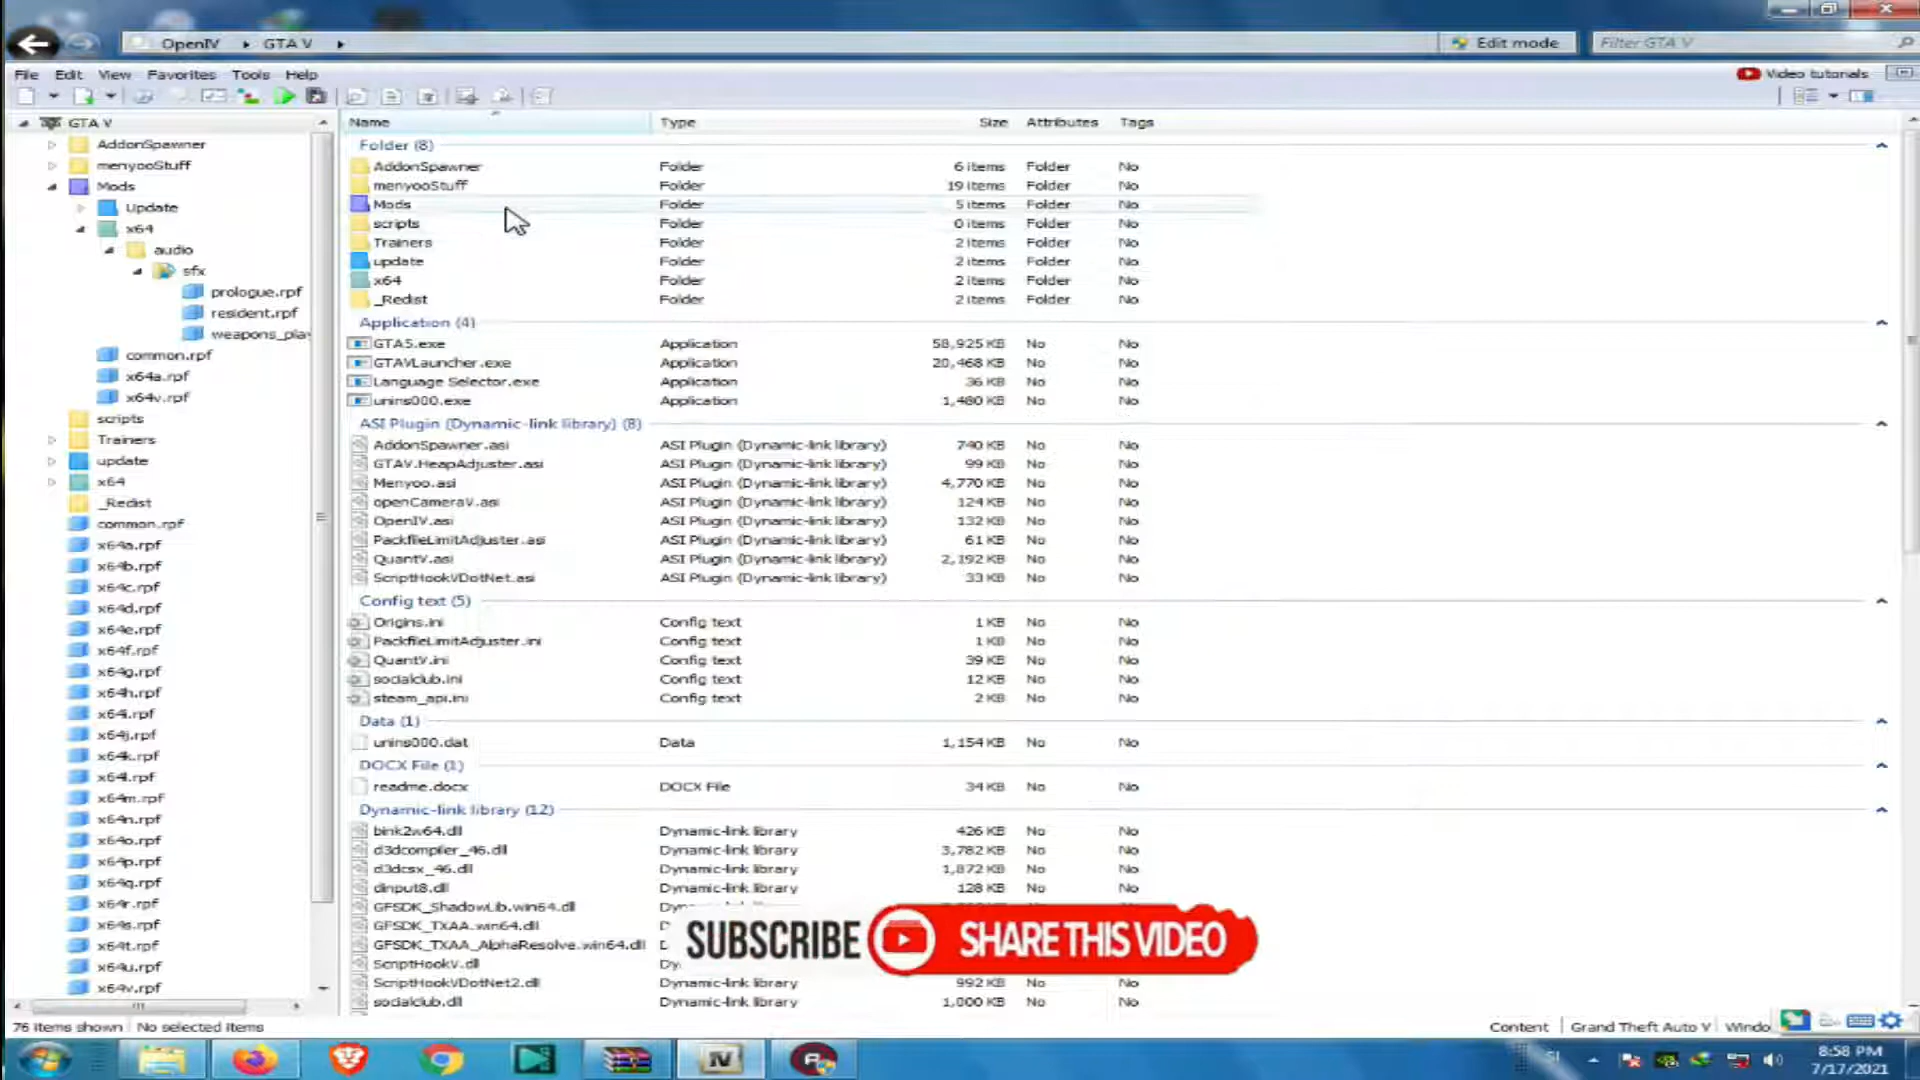 OpenIV ▸ GTA V ▸
Edit mode
Filter GTA V
File Edit View Favorites Tools Help
Video tutorials
GTA V
AddonSpawner
menyooStuff
Mods
Update
x64
audio
sfx
prologue.rpf
resident.rpf
weapons_play
common.rpf
x64a.rpf
x64v.rpf
scripts
Trainers
update
x64
_Redist
common.rpf
x64a.rpf
x64b.rpf
x64c.rpf
x64d.rpf
x64e.rpf
x64f.rpf
x64g.rpf
x64h.rpf
x64i.rpf
x64j.rpf
x64k.rpf
x64l.rpf
x64m.rpf
x64n.rpf
x64o.rpf
x64p.rpf
x64q.rpf
x64r.rpf
x64s.rpf
x64t.rpf
x64u.rpf
x64v.rpf
Name Type Size Attributes Tags
Folder (8)
AddonSpawner Folder 6 items Folder No
menyooStuff Folder 19 items Folder No
Mods Folder 5 items Folder No
scripts Folder 0 items Folder No
Trainers Folder 2 items Folder No
update Folder 2 items Folder No
x64 Folder 2 items Folder No
_Redist Folder 2 items Folder No
Application (4)
GTA5.exe Application 58,925 KB No No
GTAVLauncher.exe Application 20,468 KB No No
Language Selector.exe Application 36 KB No No
unins000.exe Application 1,480 KB No No
ASI Plugin (Dynamic-link library) (8)
AddonSpawner.asi ASI Plugin (Dynamic-link library) 740 KB No No
GTAV.HeapAdjuster.asi ASI Plugin (Dynamic-link library) 99 KB No No
Menyoo.asi ASI Plugin (Dynamic-link library) 4,770 KB No No
openCameraV.asi ASI Plugin (Dynamic-link library) 124 KB No No
OpenIV.asi ASI Plugin (Dynamic-link library) 132 KB No No
PackfileLimitAdjuster.asi ASI Plugin (Dynamic-link library) 61 KB No No
QuantV.asi ASI Plugin (Dynamic-link library) 2,192 KB No No
ScriptHookVDotNet.asi ASI Plugin (Dynamic-link library) 33 KB No No
Config text (5)
Origins.ini Config text 1 KB No No
PackfileLimitAdjuster.ini Config text 1 KB No No
QuantV.ini Config text 39 KB No No
socialclub.ini Config text 12 KB No No
steam_api.ini Config text 2 KB No No
Data (1)
unins000.dat Data 1,154 KB No No
DOCX File (1)
readme.docx DOCX File 34 KB No No
Dynamic-link library (12)
bink2w64.dll Dynamic-link library 426 KB No No
d3dcompiler_46.dll Dynamic-link library 3,782 KB No No
d3dcsx_46.dll Dynamic-link library 1,872 KB No No
dinput8.dll Dynamic-link library 128 KB No No
GFSDK_ShadowLib.win64.dll
GFSDK_TXAA.win64.dll
GFSDK_TXAA_AlphaResolve.win64.dll
ScriptHookV.dll
ScriptHookVDotNet2.dll Dynamic-link library 992 KB No No
socialclub.dll Dynamic-link library 1,000 KB No No
SUBSCRIBE SHARE THIS VIDEO
76 items shown No selected items
Content Grand Theft Auto V Windo
IV
SI
8:58 PM
7/17/2021